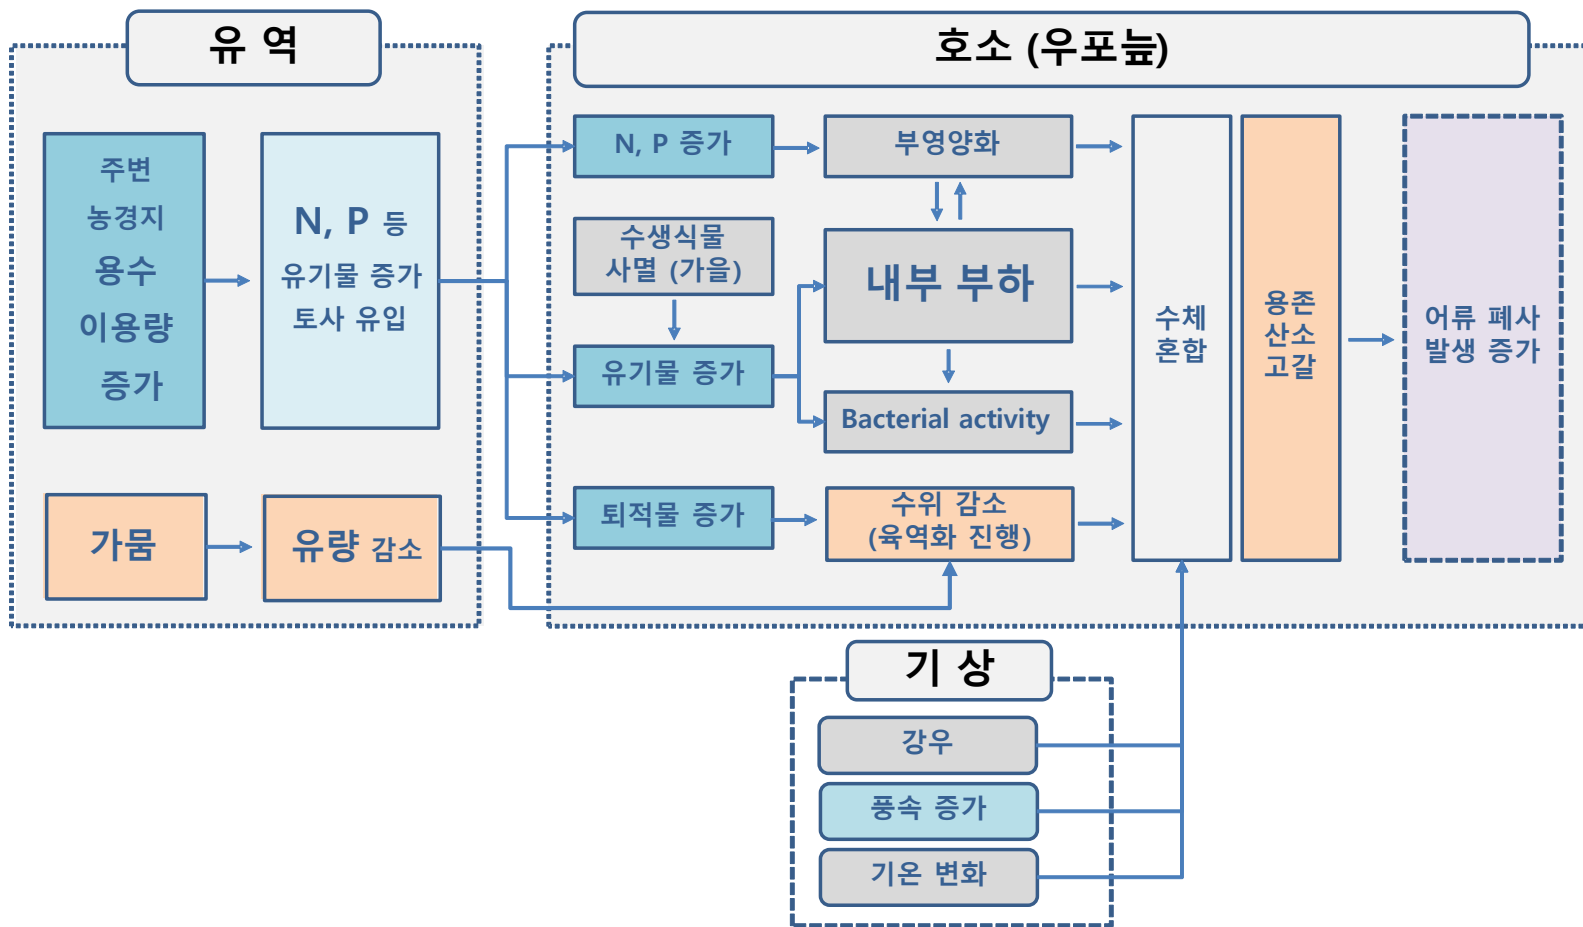 유 역
주변
농경지
용수
이용량
증가
N, P 등
유기물 증가
토사 유입
가뭄
유량 감소
호소 (우포늪)
N, P 증가
부영양화
수생식물
사멸 (가을)
내부 부하
유기물 증가
Bacterial activity
퇴적물 증가
수위 감소
(육역화 진행)
수체
혼합
용존
산소
고갈
어류 폐사
발생 증가
기 상
강우
풍속 증가
기온 변화